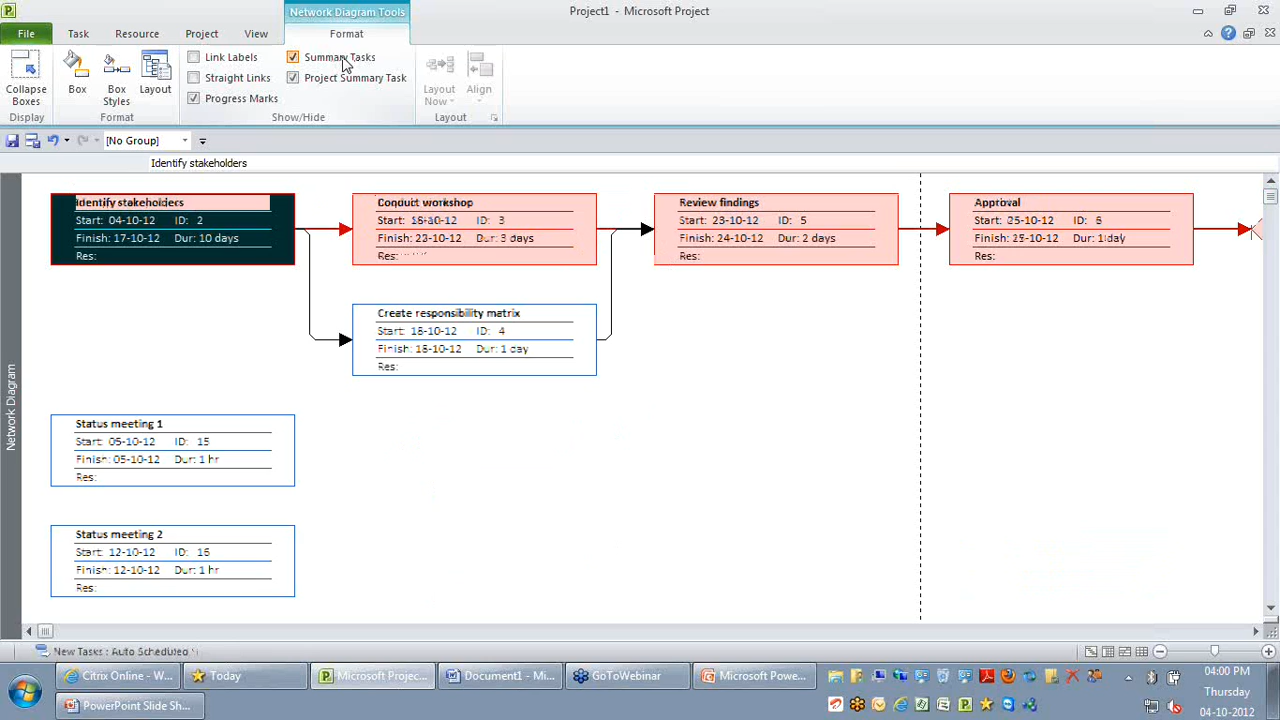 Network Diagram Tools
Project1 - Microsoft Project
File Task Resource Project View Format
Link Labels
Summary Tasks
Straight Links
Project Summary Task
Progress Marks
Collapse Boxes
Box
Box Styles
Layout
Layout Now
Align
Display
Format
Show/Hide
Layout
[No Group]
Identify stakeholders
Network Diagram
Identify stakeholders
Start: 04-10-12 ID: 2
Finish: 17-10-12 Dur: 10 days
Res:
Conduct workshop
Start: 18-10-12 ID: 3
Finish: 23-10-12 Dur: 3 days
Res:
Review findings
Start: 23-10-12 ID: 5
Finish: 24-10-12 Dur: 2 days
Res:
Approval
Start: 25-10-12 ID: 6
Finish: 25-10-12 Dur: 1 day
Res:
Create responsibility matrix
Start: 18-10-12 ID: 4
Finish: 18-10-12 Dur: 1 day
Res:
Status meeting 1
Start: 05-10-12 ID: 15
Finish: 05-10-12 Dur: 1 hr
Res:
Status meeting 2
Start: 12-10-12 ID: 16
Finish: 12-10-12 Dur: 1 hr
Res:
New Tasks : Auto Scheduled
Citrix Online - W...
Today
Microsoft Projec...
Document1 - Mi...
GoToWebinar
Microsoft Powe...
PowerPoint Slide Sh...
04:00 PM
Thursday
04-10-2012